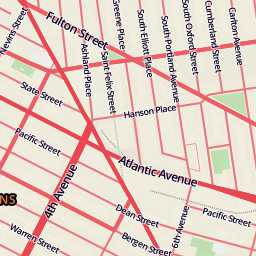 Nevins Street
Fulton Street
Greene Place
South Elliott Place
South Portland Avenue
South Oxford Street
Cumberland Street
Carlton Avenue
Ashland Place
Saint Felix Street
Hanson Place
State Street
Pacific Street
Atlantic Avenue
4th Avenue
NS
Dean Street
Pacific Street
Warren Street
Bergen Street
6th Avenue